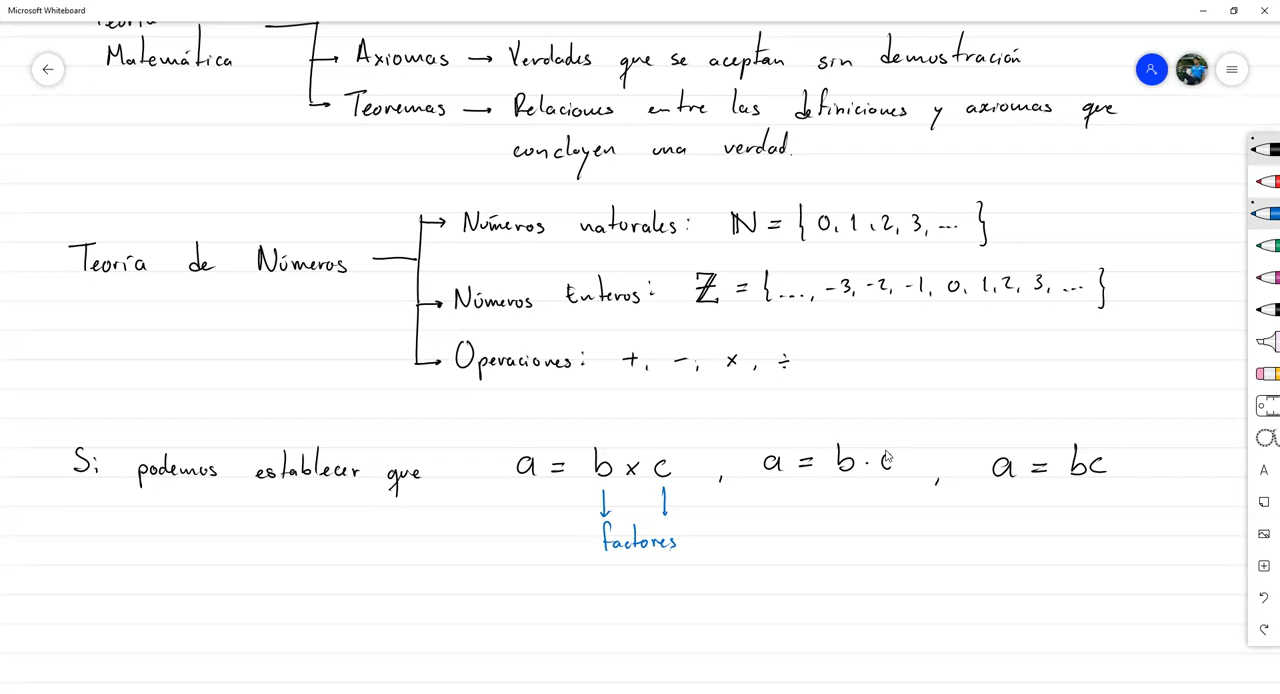 Microsoft Whiteboard
Teoría
Matemática
Axiomas → Verdades que se aceptan sin demostración
Teoremas → Relaciones entre las definiciones y axiomas que
concluyen una verdad.
Teoría de Números
Números naturales: ℕ = { 0, 1, 2, 3, ... }
Números Enteros: ℤ = { ..., -3, -2, -1, 0, 1, 2, 3, ... }
Operaciones: +, -, ×, ÷
Si podemos establecer que a = b × c , a = b · c , a = bc
factores
A